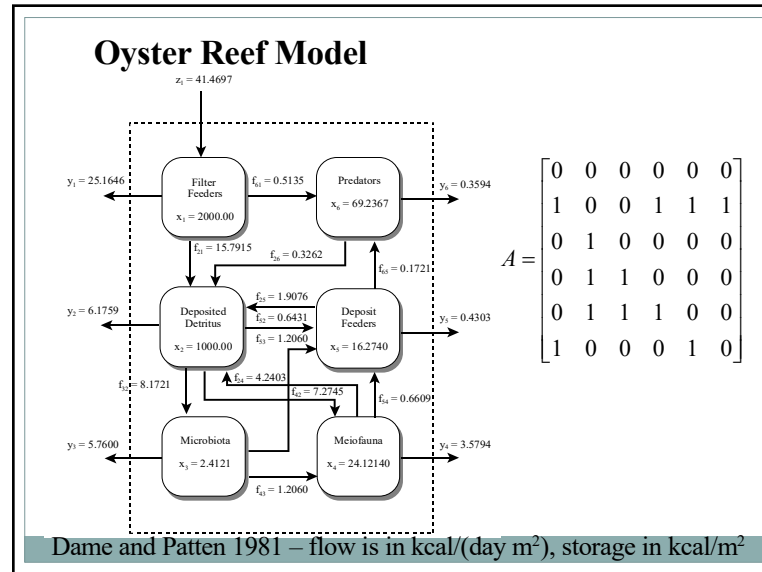 Oyster Reef Model
z₁ = 41.4697
y₁ = 25.1646
Filter
Feeders
x₁ = 2000.00
f₆₁ = 0.5135
Predators
x₆ = 69.2367
y₆ = 0.3594
f₂₁ = 15.7915
f₂₆ = 0.3262
f₆₅ = 0.1721
y₂ = 6.1759
Deposited
Detritus
x₂ = 1000.00
f₂₅ = 1.9076
f₅₂ = 0.6431
f₅₃ = 1.2060
Deposit
Feeders
x₅ = 16.2740
y₅ = 0.4303
f₃₂ = 8.1721
f₂₄ = 4.2403
f₄₂ = 7.2745
f₅₄ = 0.6609
y₃ = 5.7600
Microbiota
x₃ = 2.4121
f₄₃ = 1.2060
Meiofauna
x₄ = 24.12140
y₄ = 3.5794
A =
0 0 0 0 0 0
1 0 0 1 1 1
0 1 0 0 0 0
0 1 1 0 0 0
0 1 1 1 0 0
1 0 0 0 1 0
Dame and Patten 1981 – flow is in kcal/(day m²), storage in kcal/m²